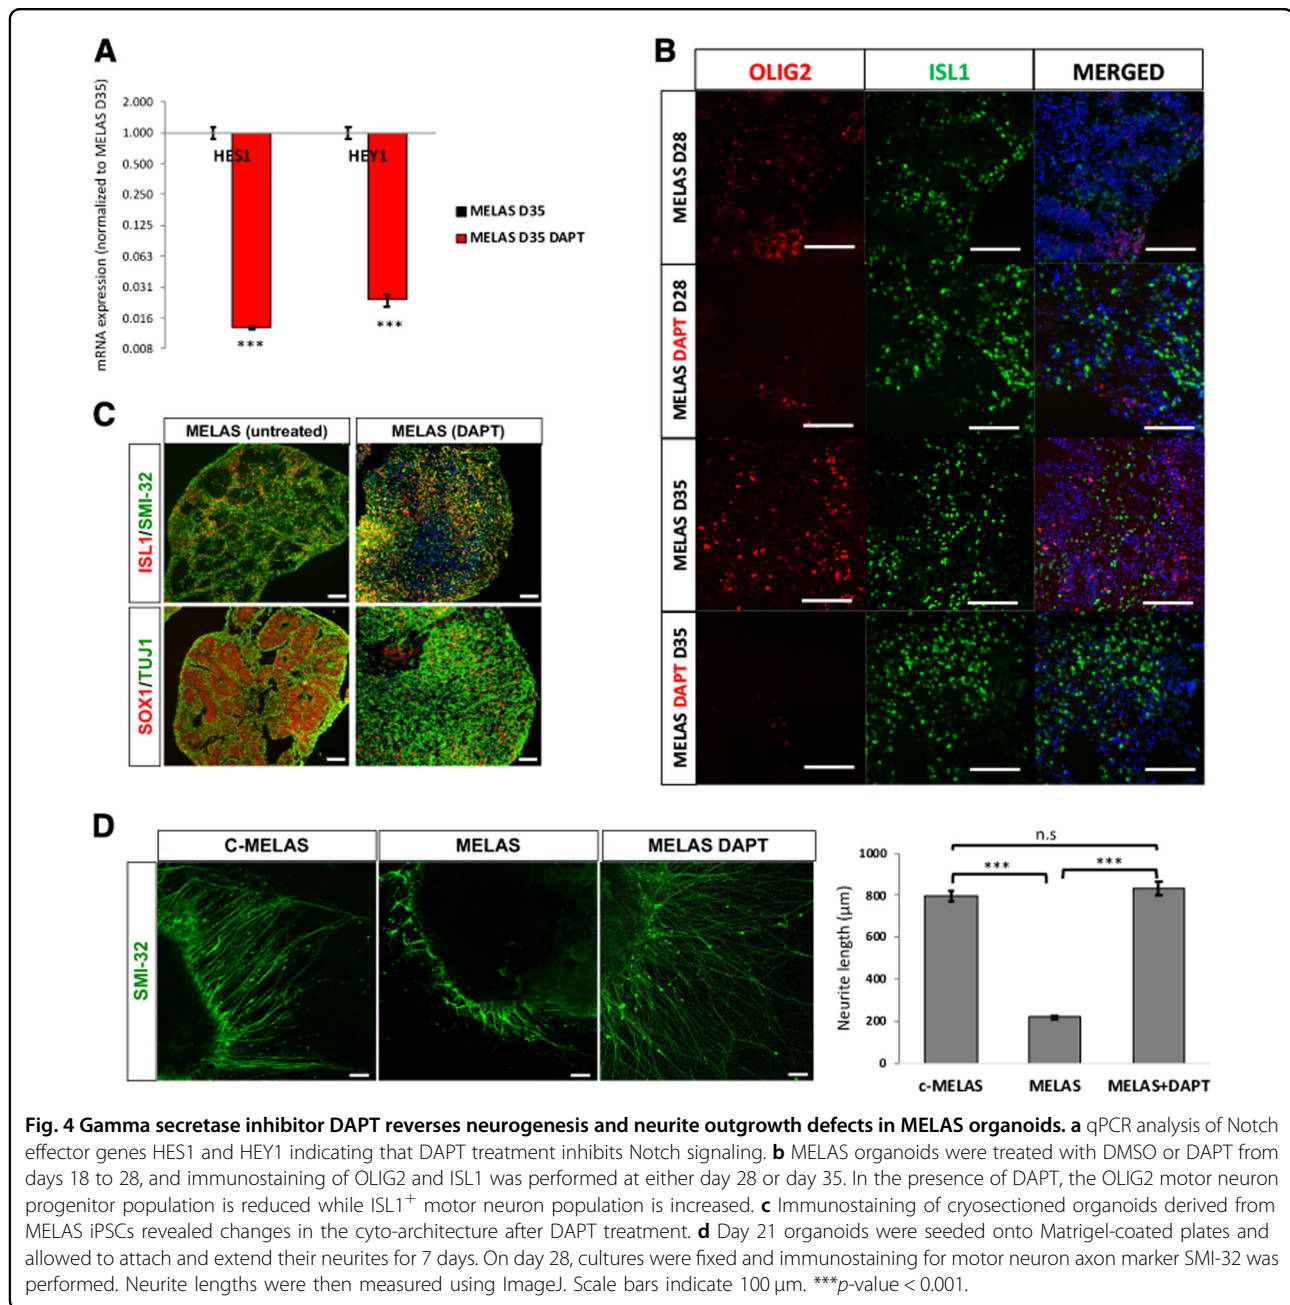 A
mRNA expression (normalized to MELAS D35)
2.000
1.000
0.500
0.250
0.125
0.063
0.031
0.016
0.008
HES1
HEY1
***
***
MELAS D35
MELAS D35 DAPT
B
OLIG2
ISL1
MERGED
MELAS D28
MELAS DAPT D28
MELAS D35
MELAS DAPT D35
C
MELAS (untreated)
MELAS (DAPT)
ISL1/SMI-32
SOX1/TUJ1
D
C-MELAS
MELAS
MELAS DAPT
SMI-32
n.s
***
***
Neurite length (µm)
1000
800
600
400
200
0
c-MELAS
MELAS
MELAS+DAPT
Fig. 4 Gamma secretase inhibitor DAPT reverses neurogenesis and neurite outgrowth defects in MELAS organoids. a qPCR analysis of Notch
effector genes HES1 and HEY1 indicating that DAPT treatment inhibits Notch signaling. b MELAS organoids were treated with DMSO or DAPT from
days 18 to 28, and immunostaining of OLIG2 and ISL1 was performed at either day 28 or day 35. In the presence of DAPT, the OLIG2 motor neuron
progenitor population is reduced while ISL1+ motor neuron population is increased. c Immunostaining of cryosectioned organoids derived from
MELAS iPSCs revealed changes in the cyto-architecture after DAPT treatment. d Day 21 organoids were seeded onto Matrigel-coated plates and
allowed to attach and extend their neurites for 7 days. On day 28, cultures were fixed and immunostaining for motor neuron axon marker SMI-32 was
performed. Neurite lengths were then measured using ImageJ. Scale bars indicate 100 µm. ***p-value < 0.001.